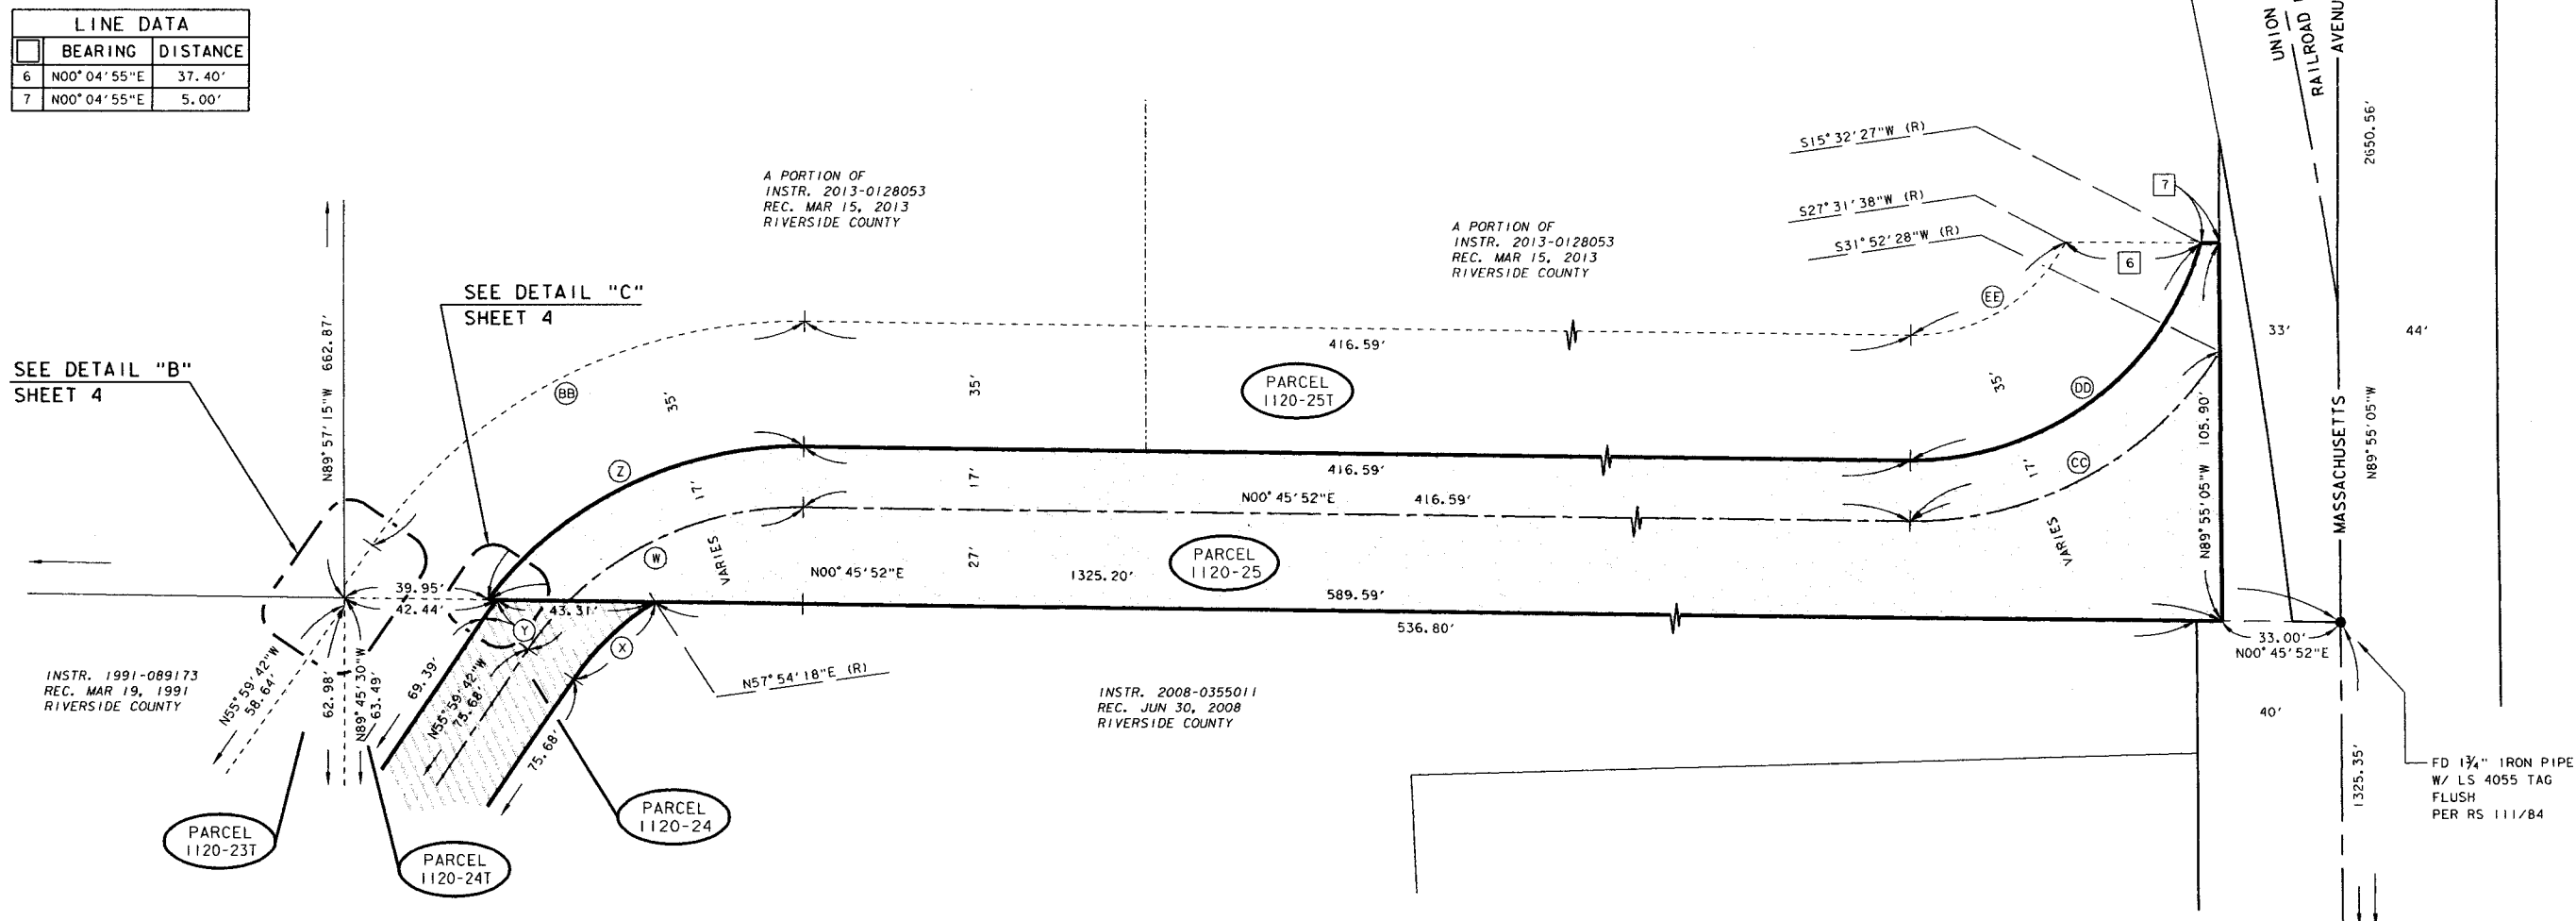 LINE DATA
BEARING DISTANCE
6 N00°04'55"E 37.40'
7 N00°04'55"E 5.00'
UNION
RAILROAD
AVENU
MASSACHUSETTS
2650.56'
N89°55'05"W
33'
44'
S15°32'27"W (R)
S27°31'38"W (R)
S31°52'28"W (R)
7
6
A PORTION OF
INSTR. 2013-0128053
REC. MAR 15, 2013
RIVERSIDE COUNTY
A PORTION OF
INSTR. 2013-0128053
REC. MAR 15, 2013
RIVERSIDE COUNTY
SEE DETAIL "C"
SHEET 4
SEE DETAIL "B"
SHEET 4
N89°57'15"W 662.87'
BB
35'
35'
416.59'
PARCEL
1120-25T
EE
35'
DD
Z
17'
17'
416.59'
N00°45'52"E 416.59'
17'
CC
N89°55'05"W 105.90'
W
VARIES
27'
N00°45'52"E
1325.20'
PARCEL
1120-25
VARIES
39.95'
42.44'
43.31'
589.59'
536.80'
33.00'
N00°45'52"E
Y
X
N57°54'18"E (R)
INSTR. 1991-089173
REC. MAR 19, 1991
RIVERSIDE COUNTY
N55°59'42"W
58.64'
62.98'
N89°45'30"W
63.49'
69.39'
N55°59'42"W
75.68'
75.68'
INSTR. 2008-0355011
REC. JUN 30, 2008
RIVERSIDE COUNTY
40'
1325.35'
FD 1¾" IRON PIPE
W/ LS 4055 TAG
FLUSH
PER RS 111/84
PARCEL
1120-23T
PARCEL
1120-24T
PARCEL
1120-24